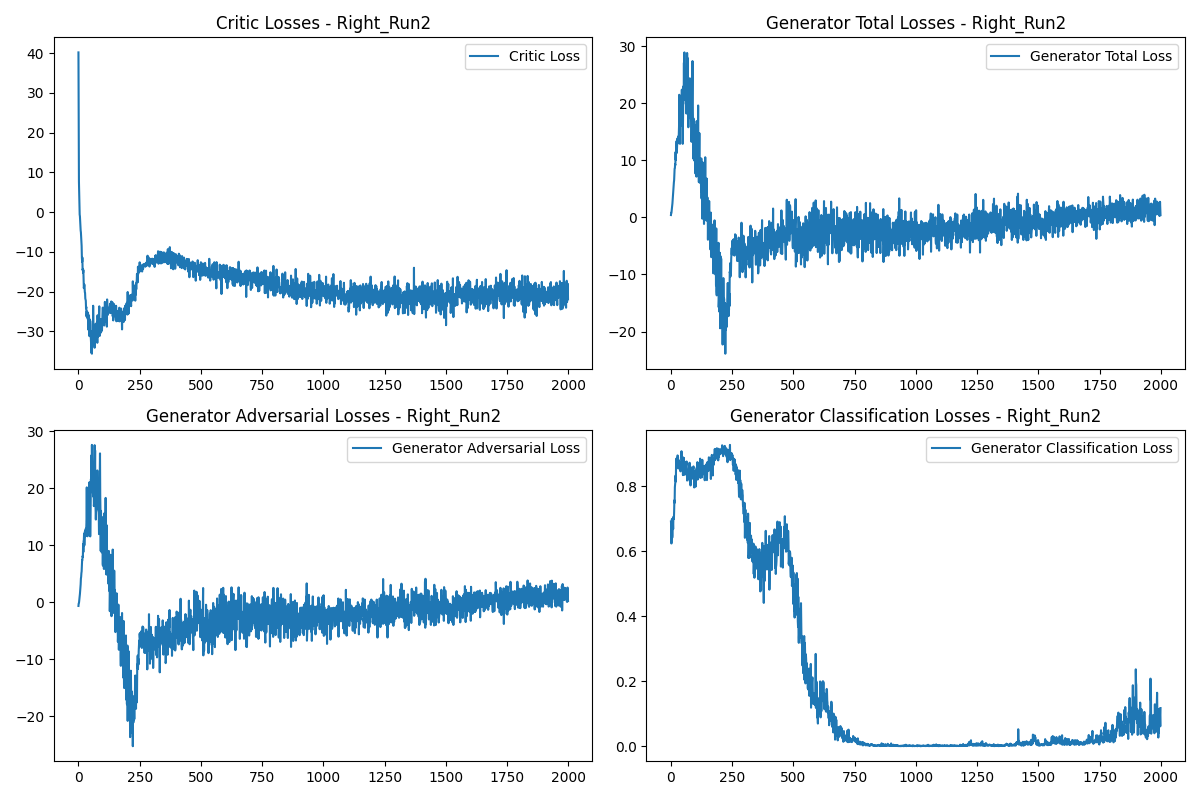 Critic Losses - Right_Run2
Critic Loss
40
30
20
10
0
−10
−20
−30
0 250 500 750 1000 1250 1500 1750 2000
Generator Total Losses - Right_Run2
Generator Total Loss
30
20
10
0
−10
−20
0 250 500 750 1000 1250 1500 1750 2000
Generator Adversarial Losses - Right_Run2
Generator Adversarial Loss
30
20
10
0
−10
−20
0 250 500 750 1000 1250 1500 1750 2000
Generator Classification Losses - Right_Run2
Generator Classification Loss
0.8
0.6
0.4
0.2
0.0
0 250 500 750 1000 1250 1500 1750 2000